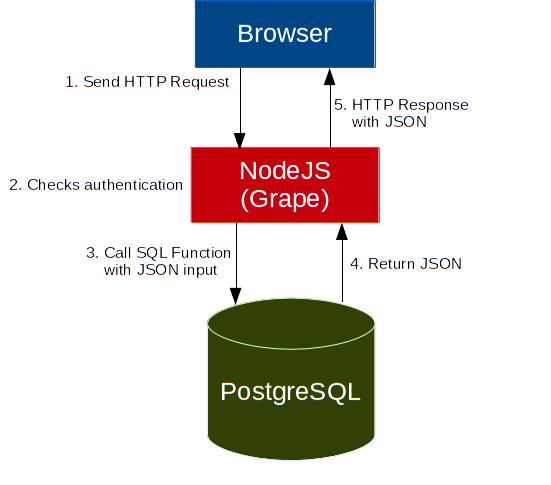 Browser
1. Send HTTP Request
5. HTTP Response
with JSON
NodeJS
(Grape)
2. Checks authentication
3. Call SQL Function
with JSON input
4. Return JSON
PostgreSQL